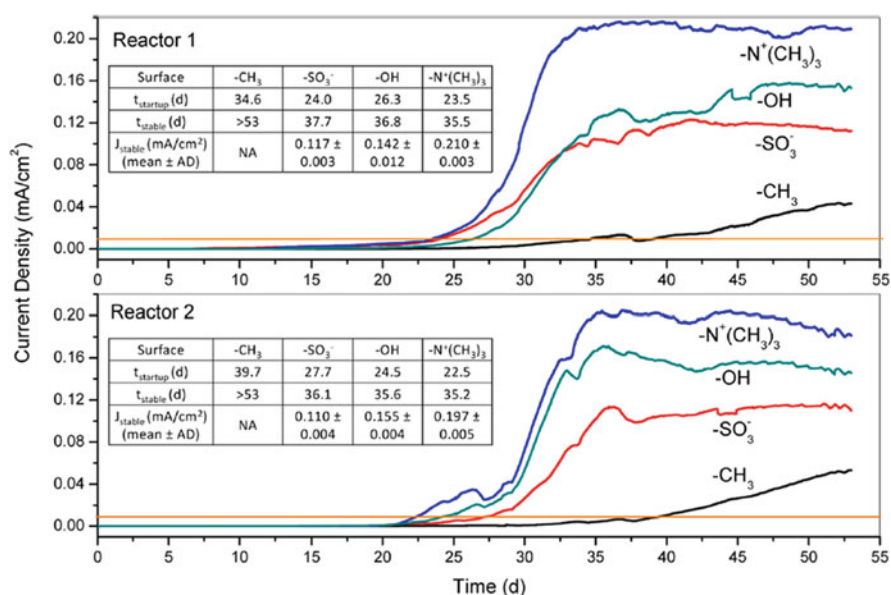 Reactor 1
Surface -CH₃ -SO₃⁻ -OH -N⁺(CH₃)₃
t_startup (d) 34.6 24.0 26.3 23.5
t_stable (d) >53 37.7 36.8 35.5
J_stable (mA/cm²) (mean ± AD) NA 0.117 ± 0.003 0.142 ± 0.012 0.210 ± 0.003
-N⁺(CH₃)₃
-OH
-SO₃⁻
-CH₃
0.20
0.16
0.12
0.08
0.04
0.00
0 5 10 15 20 25 30 35 40 45 50 55
Current Density (mA/cm²)
Reactor 2
Surface -CH₃ -SO₃⁻ -OH -N⁺(CH₃)₃
t_startup (d) 39.7 27.7 24.5 22.5
t_stable (d) >53 36.1 35.6 35.2
J_stable (mA/cm²) (mean ± AD) NA 0.110 ± 0.004 0.155 ± 0.004 0.197 ± 0.005
-N⁺(CH₃)₃
-OH
-SO₃⁻
-CH₃
0.20
0.16
0.12
0.08
0.04
0.00
0 5 10 15 20 25 30 35 40 45 50 55
Time (d)